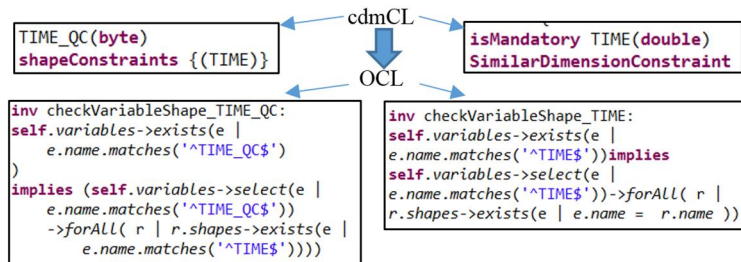 cdmCL
TIME_QC(byte)
shapeConstraints {(TIME)}
isMandatory TIME(double)
SimilarDimensionConstraint
OCL
inv checkVariableShape_TIME_QC:
self.variables->exists(e |
e.name.matches('^TIME_QC$')
)
implies (self.variables->select(e |
e.name.matches('^TIME_QC$'))
->forAll( r | r.shapes->exists(e |
e.name.matches('^TIME$'))))
inv checkVariableShape_TIME:
self.variables->exists(e |
e.name.matches('^TIME$'))implies
self.variables->select(e |
e.name.matches('^TIME$'))->forAll( r |
r.shapes->exists(e | e.name = r.name ))